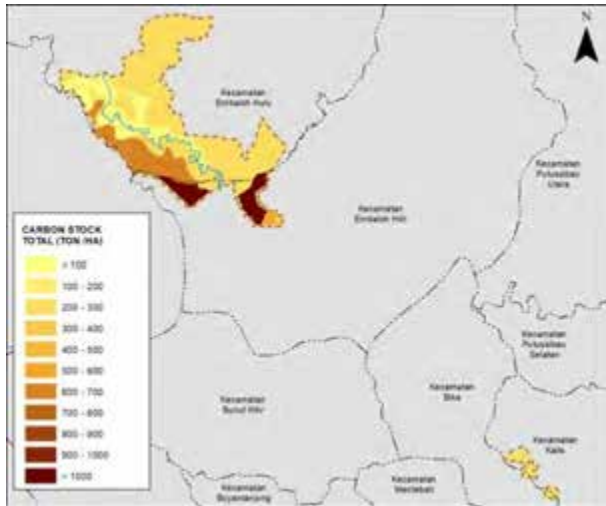 N
Kecamatan
Embaloh Hulu
Kecamatan
Putussibau
Utara
Kecamatan
Embaloh Hilir
CARBON STOCK
TOTAL (TON /HA)
< 100
100 - 200
200 - 300
300 - 400
400 - 500
500 - 600
600 - 700
700 - 800
800 - 900
900 - 1000
> 1000
Kecamatan
Putussibau
Selatan
Kecamatan
Bika
Kecamatan
Bunut Hilir
Kecamatan
Kalis
Kecamatan
Boyantanjung
Kecamatan
Mentebah